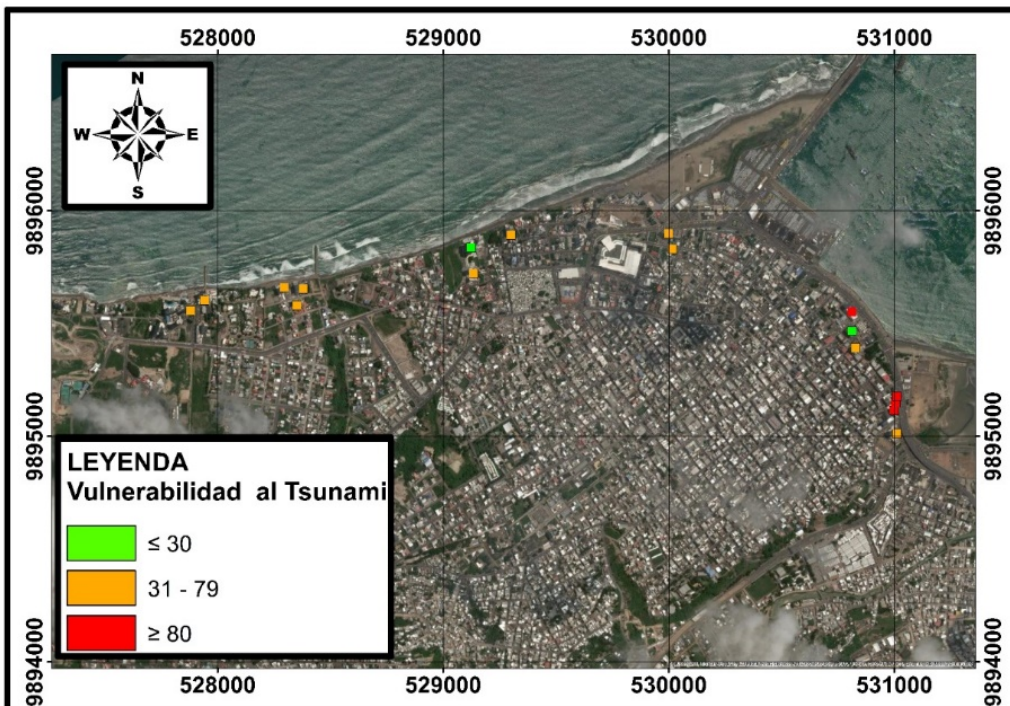 528000 529000 530000 531000
N
W E
S
9896000 9896000
9895000 9895000
LEYENDA
Vulnerabilidad al Tsunami
≤ 30
31 - 79
≥ 80
9894000 9894000
528000 529000 530000 531000